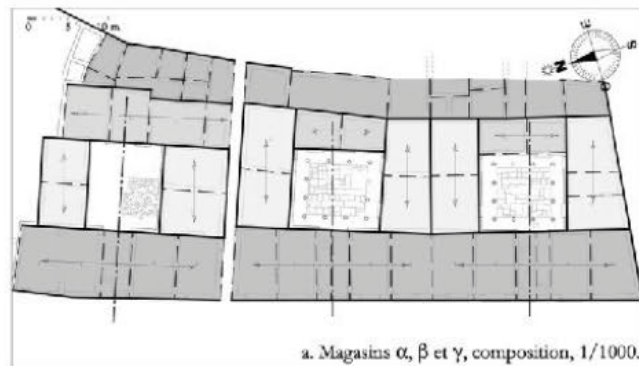 0 5 10 m
E
S
N
O
a. Magasins α, β et γ, composition, 1/1000.